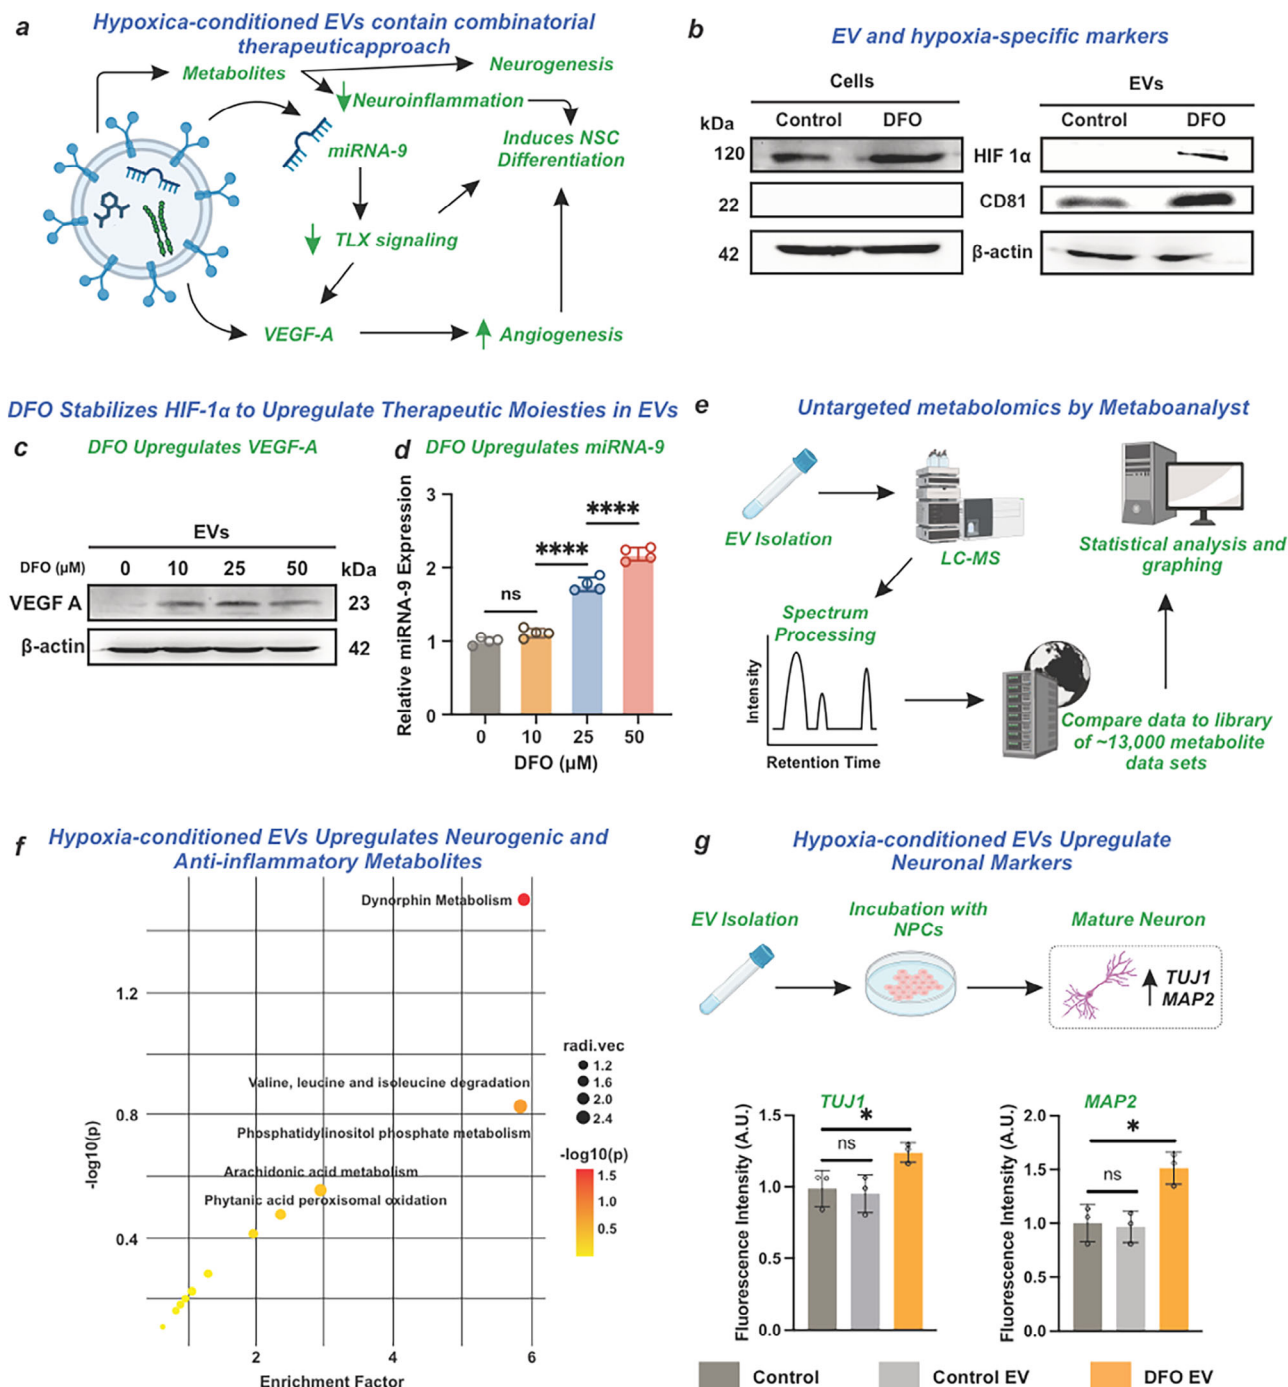 a
Hypoxica-conditioned EVs contain combinatorial
therapeuticapproach
Metabolites
Neurogenesis
Neuroinflammation
miRNA-9
Induces NSC
Differentiation
TLX signaling
VEGF-A
Angiogenesis
b
EV and hypoxia-specific markers
Cells
EVs
kDa
Control
DFO
Control
DFO
120
HIF 1α
22
CD81
42
β-actin
DFO Stabilizes HIF-1α to Upregulate Therapeutic Moiesties in EVs
c
DFO Upregulates VEGF-A
EVs
DFO (µM)
0
10
25
50
kDa
VEGF A
23
β-actin
42
d
DFO Upregulates miRNA-9
Relative miRNA-9 Expression
3
2
1
0
ns
****
****
0
10
25
50
DFO (µM)
e
Untargeted metabolomics by Metaboanalyst
EV Isolation
LC-MS
Statistical analysis and
graphing
Spectrum
Processing
Intensity
Retention Time
Compare data to library
of ~13,000 metabolite
data sets
f
Hypoxia-conditioned EVs Upregulates Neurogenic and
Anti-inflammatory Metabolites
Dynorphin Metabolism
1.2
Valine, leucine and isoleucine degradation
0.8
Phosphatidylinositol phosphate metabolism
Arachidonic acid metabolism
Phytanic acid peroxisomal oxidation
0.4
-log10(p)
2
4
6
Enrichment Factor
radi.vec
1.2
1.6
2.0
2.4
-log10(p)
1.5
1.0
0.5
g
Hypoxia-conditioned EVs Upregulate
Neuronal Markers
EV Isolation
Incubation with
NPCs
Mature Neuron
TUJ1
MAP2
TUJ1
Fluorescence Intensity (A.U.)
1.5
1.0
0.5
0.0
*
ns
MAP2
Fluorescence Intensity (A.U.)
2.0
1.5
1.0
0.5
0.0
*
ns
Control
Control EV
DFO EV